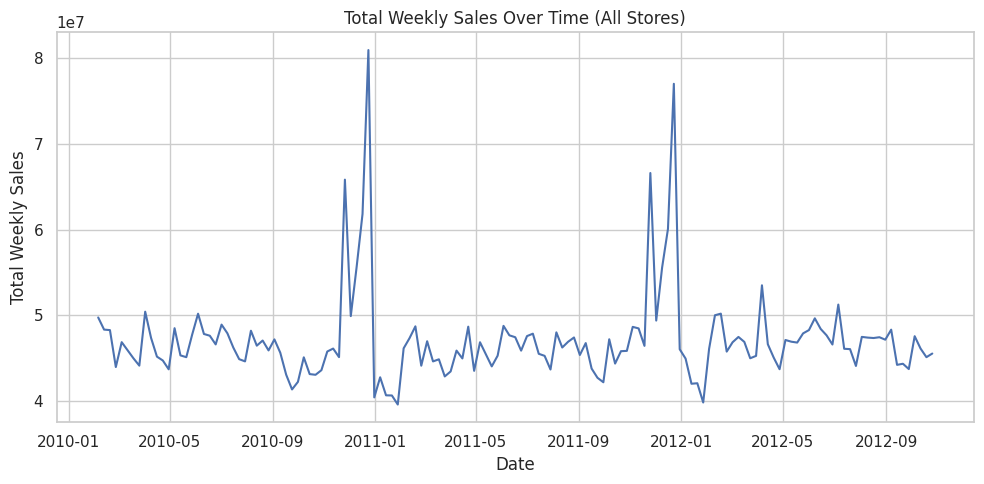 Total Weekly Sales Over Time (All Stores)
1e7
8
7
6
5
4
Total Weekly Sales
2010-01 2010-05 2010-09 2011-01 2011-05 2011-09 2012-01 2012-05 2012-09
Date